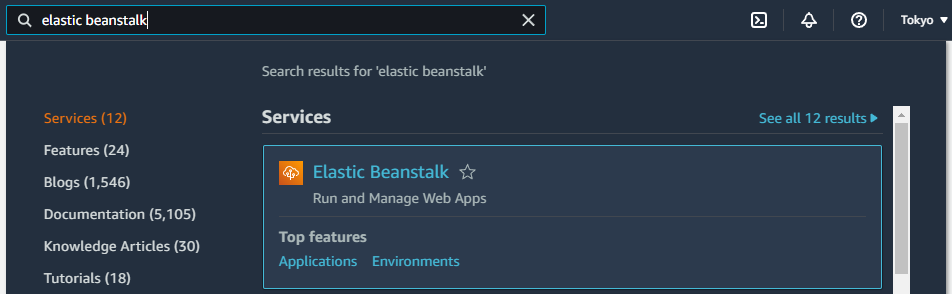 elastic beanstalk
Tokyo
Search results for 'elastic beanstalk'
Services (12)
Features (24)
Blogs (1,546)
Documentation (5,105)
Knowledge Articles (30)
Tutorials (18)
Services
See all 12 results
Elastic Beanstalk
Run and Manage Web Apps
Top features
Applications Environments